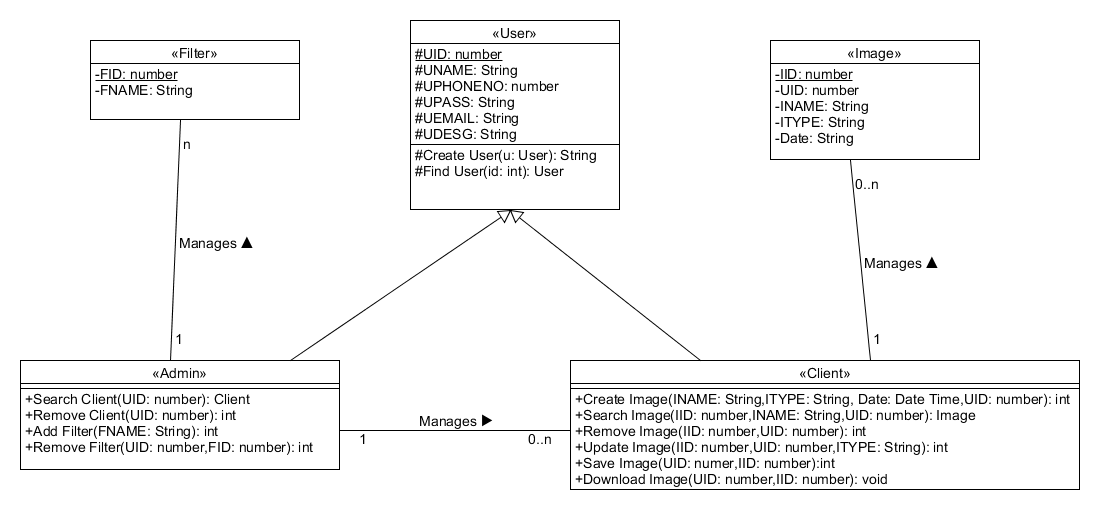 «Filter»
-FID: number
-FNAME: String
«User»
#UID: number
#UNAME: String
#UPHONENO: number
#UPASS: String
#UEMAIL: String
#UDESG: String
#Create User(u: User): String
#Find User(id: int): User
«Image»
-IID: number
-UID: number
-INAME: String
-ITYPE: String
-Date: String
n
Manages ▲
1
0..n
Manages ▲
1
«Admin»
+Search Client(UID: number): Client
+Remove Client(UID: number): int
+Add Filter(FNAME: String): int
+Remove Filter(UID: number,FID: number): int
Manages ▶
1
0..n
«Client»
+Create Image(INAME: String,ITYPE: String, Date: Date Time,UID: number): int
+Search Image(IID: number,INAME: String,UID: number): Image
+Remove Image(IID: number,UID: number): int
+Update Image(IID: number,UID: number,ITYPE: String): int
+Save Image(UID: numer,IID: number):int
+Download Image(UID: number,IID: number): void